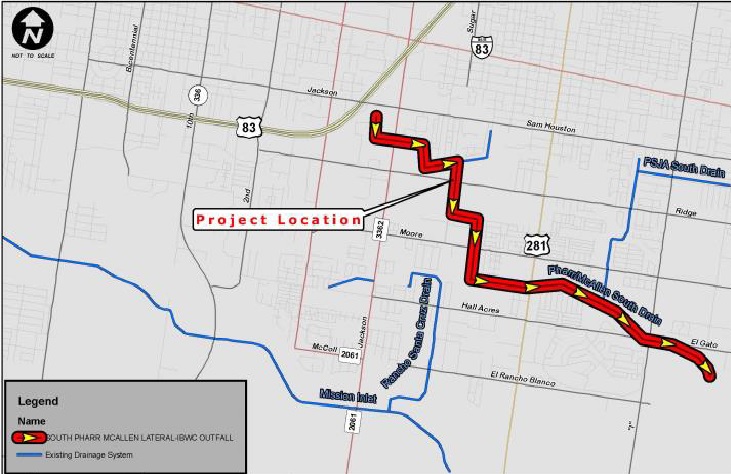 N
NOT TO SCALE
Bicentennial
336
10th
83
2nd
Jackson
Sugar
83
Sam Houston
PSJA South Drain
Ridge
Project Location
3362
Moore
281
Pharr/McAllen South Drain
Hall Acres
El Gato
McColl
2061
Jackson
Rancho Santa Cruz Drain
El Rancho Blanco
Mission Inlet
2061
"I"
Legend
Name
SOUTH PHARR MCALLEN LATERAL-IBWC OUTFALL
Existing Drainage System